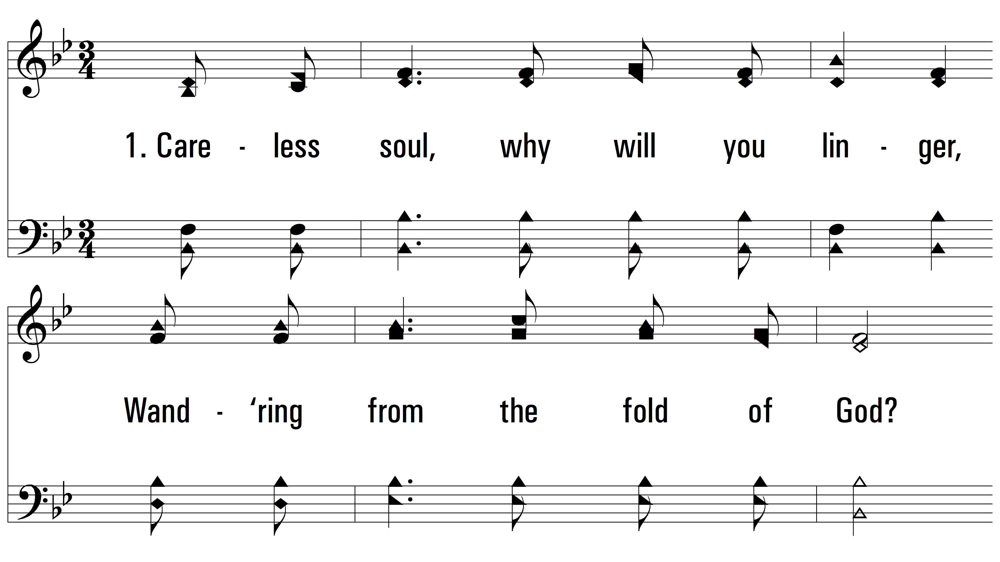 1. Care - less soul, why will you lin - ger,
Wand - ‘ring from the fold of God?